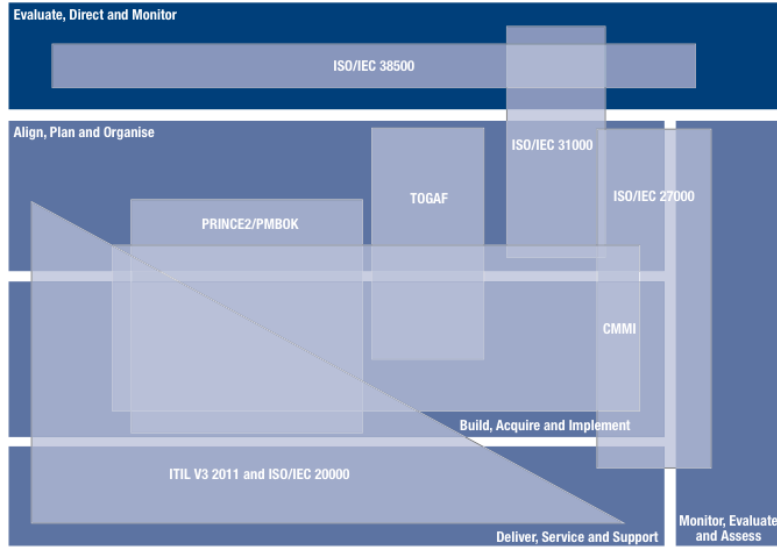 Evaluate, Direct and Monitor
ISO/IEC 38500
Align, Plan and Organise
ISO/IEC 31000
TOGAF
ISO/IEC 27000
PRINCE2/PMBOK
CMMI
Build, Acquire and Implement
ITIL V3 2011 and ISO/IEC 20000
Deliver, Service and Support
Monitor, Evaluate
and Assess